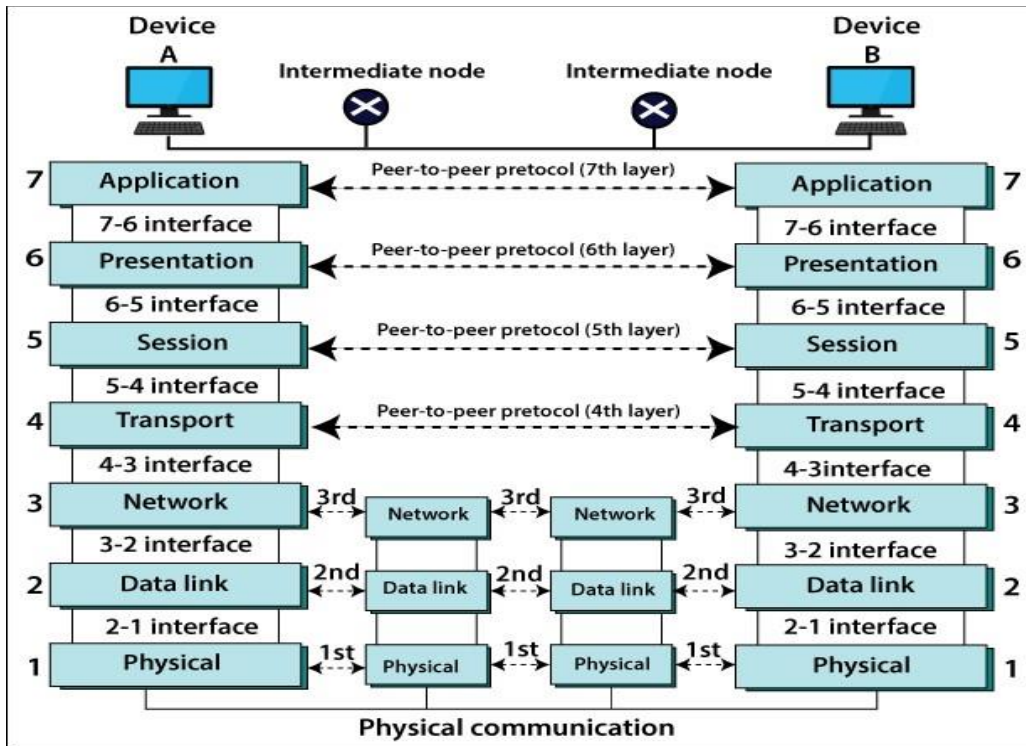 Device
A
Device
B
Intermediate node
Intermediate node
7
Application
Peer-to-peer pretocol (7th layer)
Application
7
7-6 interface
7-6 interface
6
Presentation
Peer-to-peer pretocol (6th layer)
Presentation
6
6-5 interface
6-5 interface
5
Session
Peer-to-peer pretocol (5th layer)
Session
5
5-4 interface
5-4 interface
4
Transport
Peer-to-peer pretocol (4th layer)
Transport
4
4-3 interface
4-3interface
3
Network
3rd
Network
3rd
Network
3rd
Network
3
3-2 interface
3-2 interface
2
Data link
2nd
Data link
2nd
Data link
2nd
Data link
2
2-1 interface
2-1 interface
1
Physical
1st
Physical
1st
Physical
1st
Physical
1
Physical communication